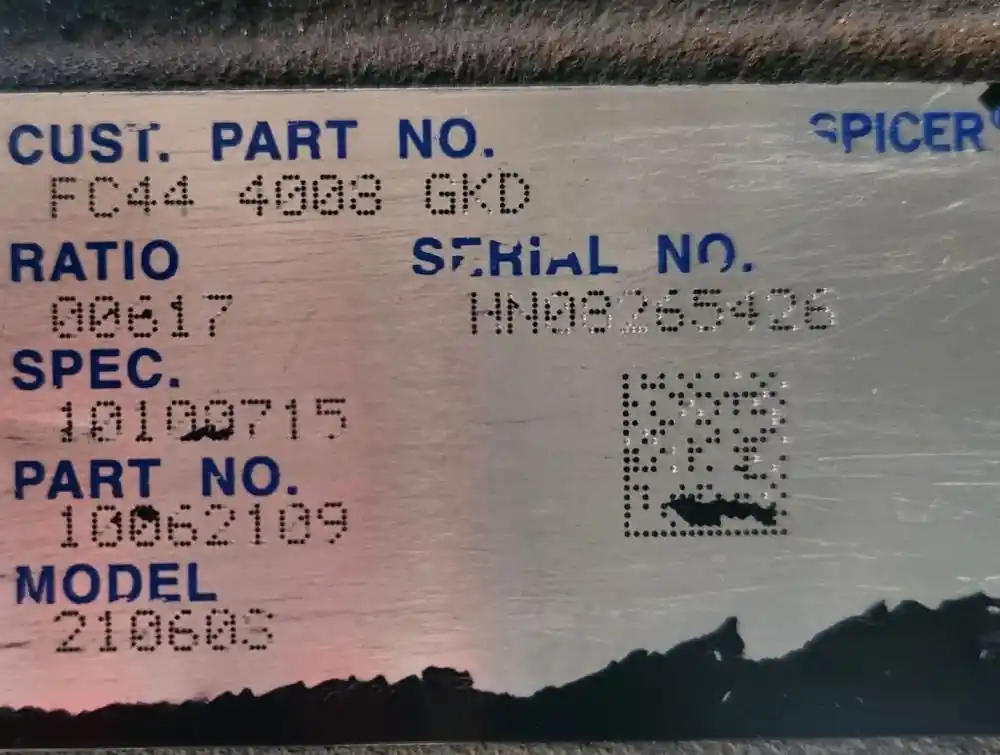 CUST. PART NO. SPICER®
FC44 4008 GKD
RATIO SERIAL NO.
00617 HN08265426
SPEC.
10100715
PART NO.
10062109
MODEL
21060S